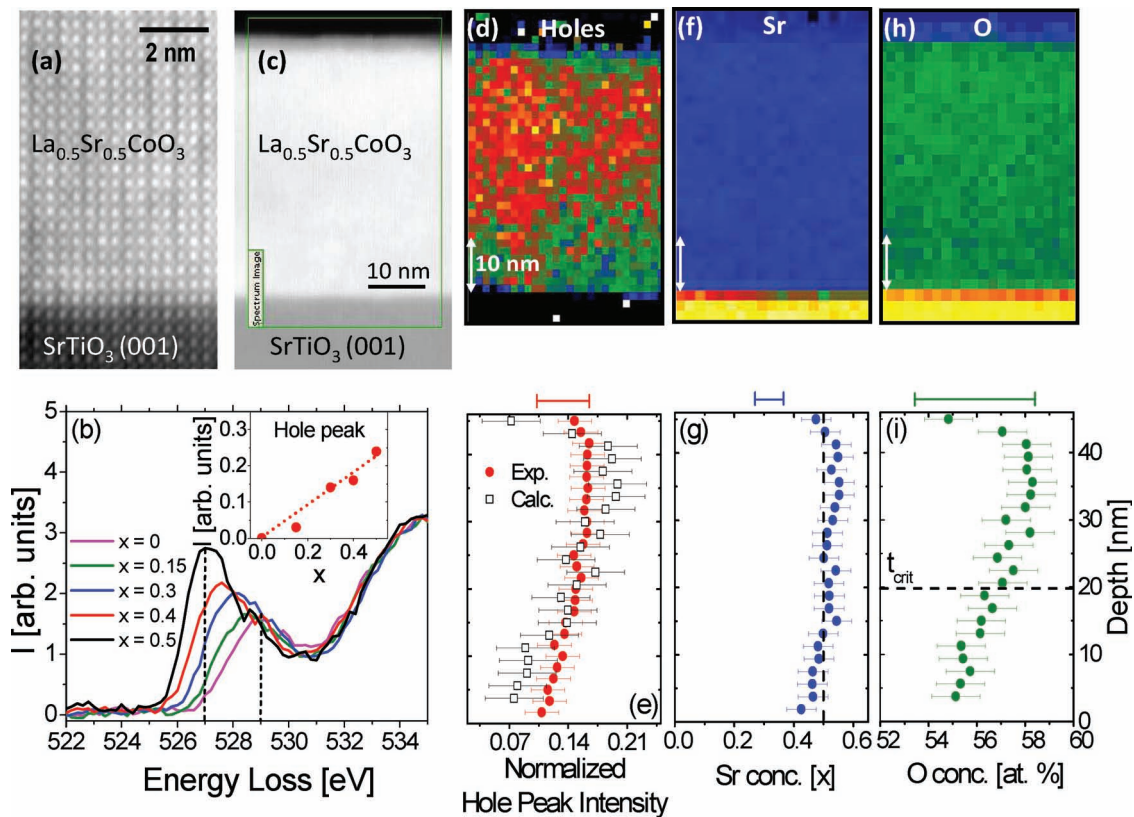 (a)
2 nm
La0.5Sr0.5CoO3
SrTiO3 (001)
(c)
La0.5Sr0.5CoO3
Spectrum Image
10 nm
SrTiO3 (001)
(d) Holes
10 nm
(f) Sr
(h) O
(b)
I [arb. units]
5
4
3
2
1
0
522 524 526 528 530 532 534
Energy Loss [eV]
x = 0
x = 0.15
x = 0.3
x = 0.4
x = 0.5
Hole peak
I [arb. units]
0.3
0.2
0.1
0.0
0.0 0.2 0.4
x
Exp.
Calc.
(e)
0.07 0.14 0.21
Normalized
Hole Peak Intensity
(g)
0.0 0.2 0.4 0.6
Sr conc. [x]
(i)
tcrit
52 54 56 58 60
O conc. [at. %]
40
30
20
10
0
Depth [nm]